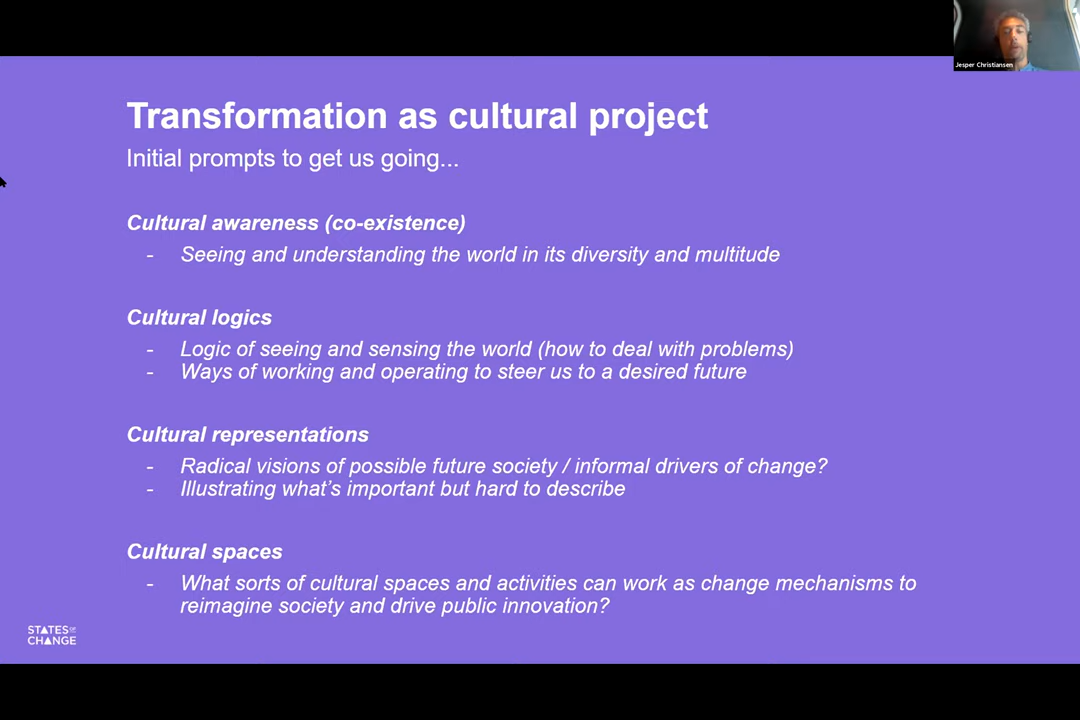 Jesper Christiansen
Transformation as cultural project
Initial prompts to get us going...
Cultural awareness (co-existence)
- Seeing and understanding the world in its diversity and multitude
Cultural logics
- Logic of seeing and sensing the world (how to deal with problems)
- Ways of working and operating to steer us to a desired future
Cultural representations
- Radical visions of possible future society / informal drivers of change?
- Illustrating what's important but hard to describe
Cultural spaces
- What sorts of cultural spaces and activities can work as change mechanisms to
reimagine society and drive public innovation?
STATES OF
CHANGE